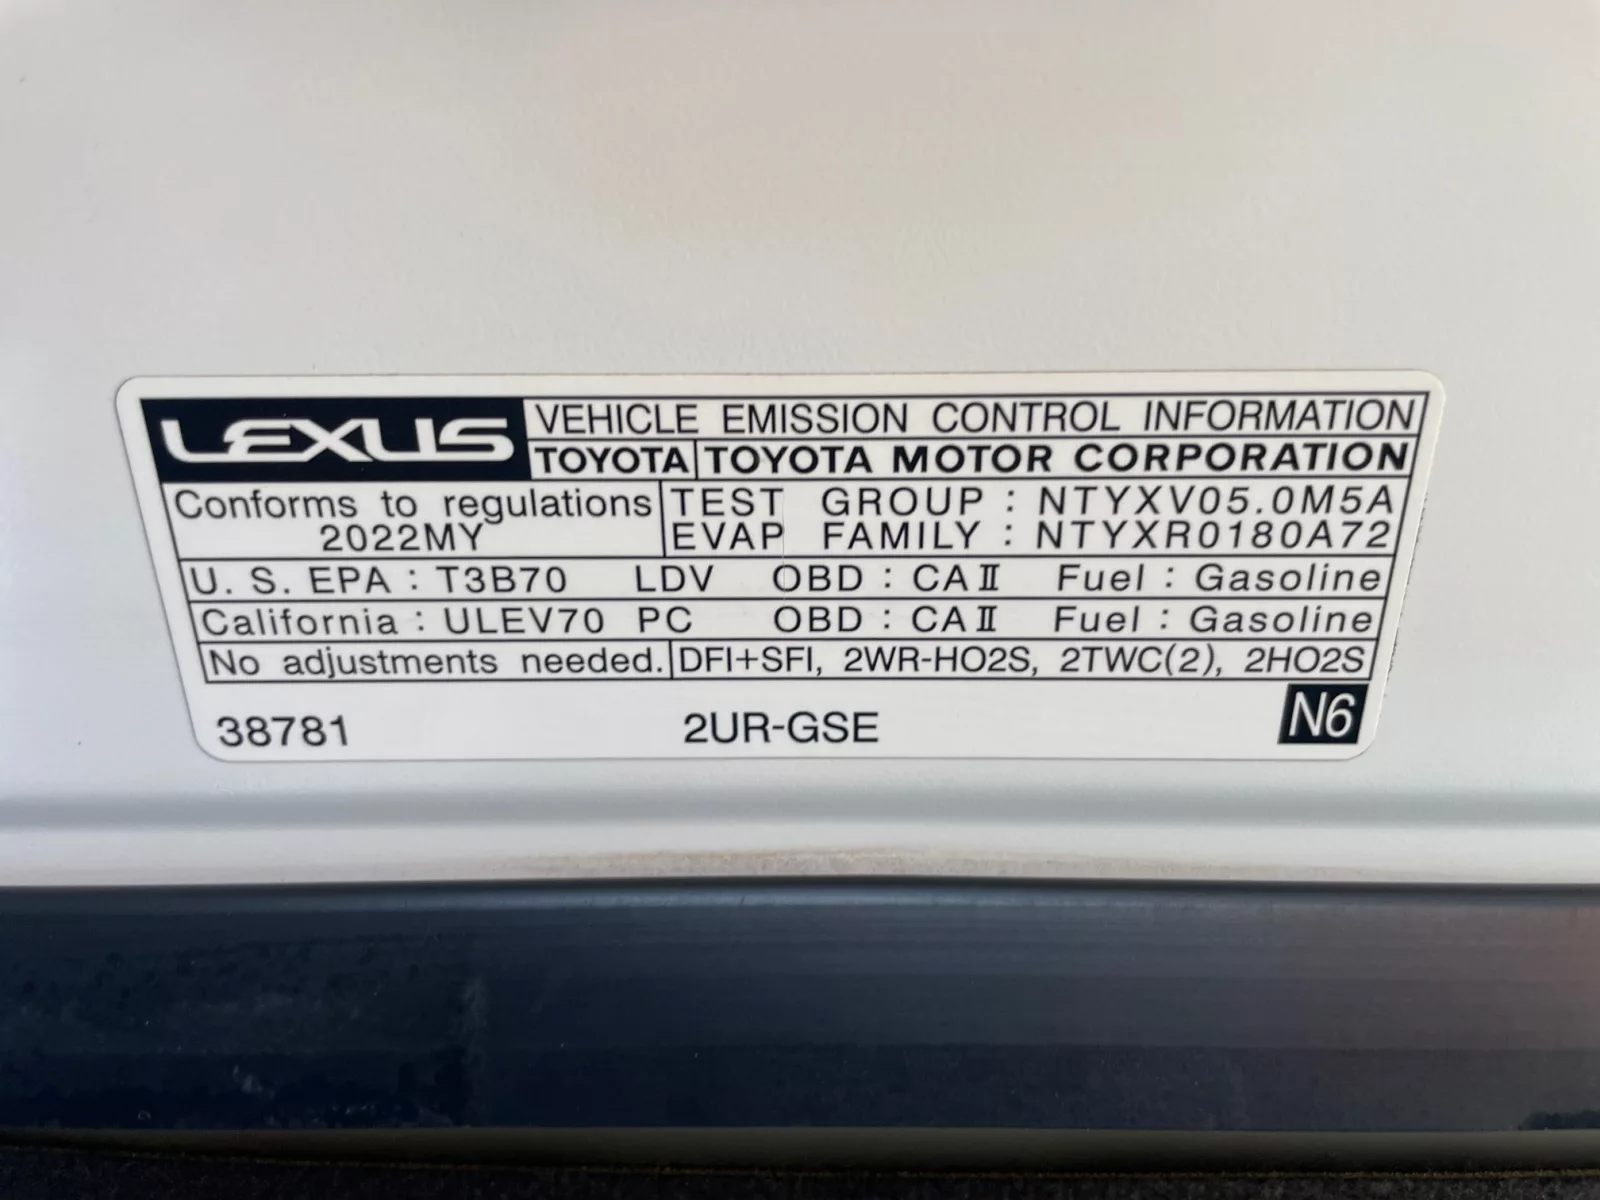 LEXUS VEHICLE EMISSION CONTROL INFORMATION
TOYOTA TOYOTA MOTOR CORPORATION
Conforms to regulations TEST GROUP : NTYXV05.0M5A
2022MY EVAP FAMILY : NTYXR0180A72
U. S. EPA : T3B70 LDV OBD : CAⅡ Fuel : Gasoline
California : ULEV70 PC OBD : CAⅡ Fuel : Gasoline
No adjustments needed. DFI+SFI, 2WR-HO2S, 2TWC(2), 2HO2S
38781 2UR-GSE N6